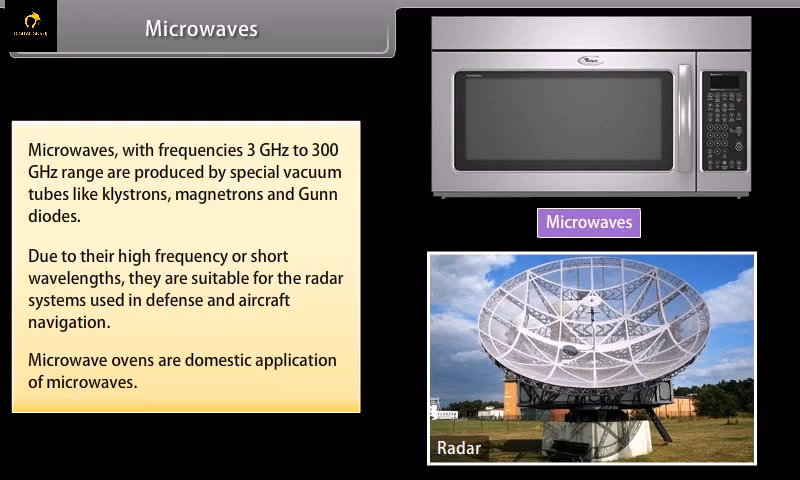 Microwaves
Microwaves, with frequencies 3 GHz to 300
GHz range are produced by special vacuum
tubes like klystrons, magnetrons and Gunn
diodes.
Due to their high frequency or short
wavelengths, they are suitable for the radar
systems used in defense and aircraft
navigation.
Microwave ovens are domestic application
of microwaves.
Microwaves
Radar